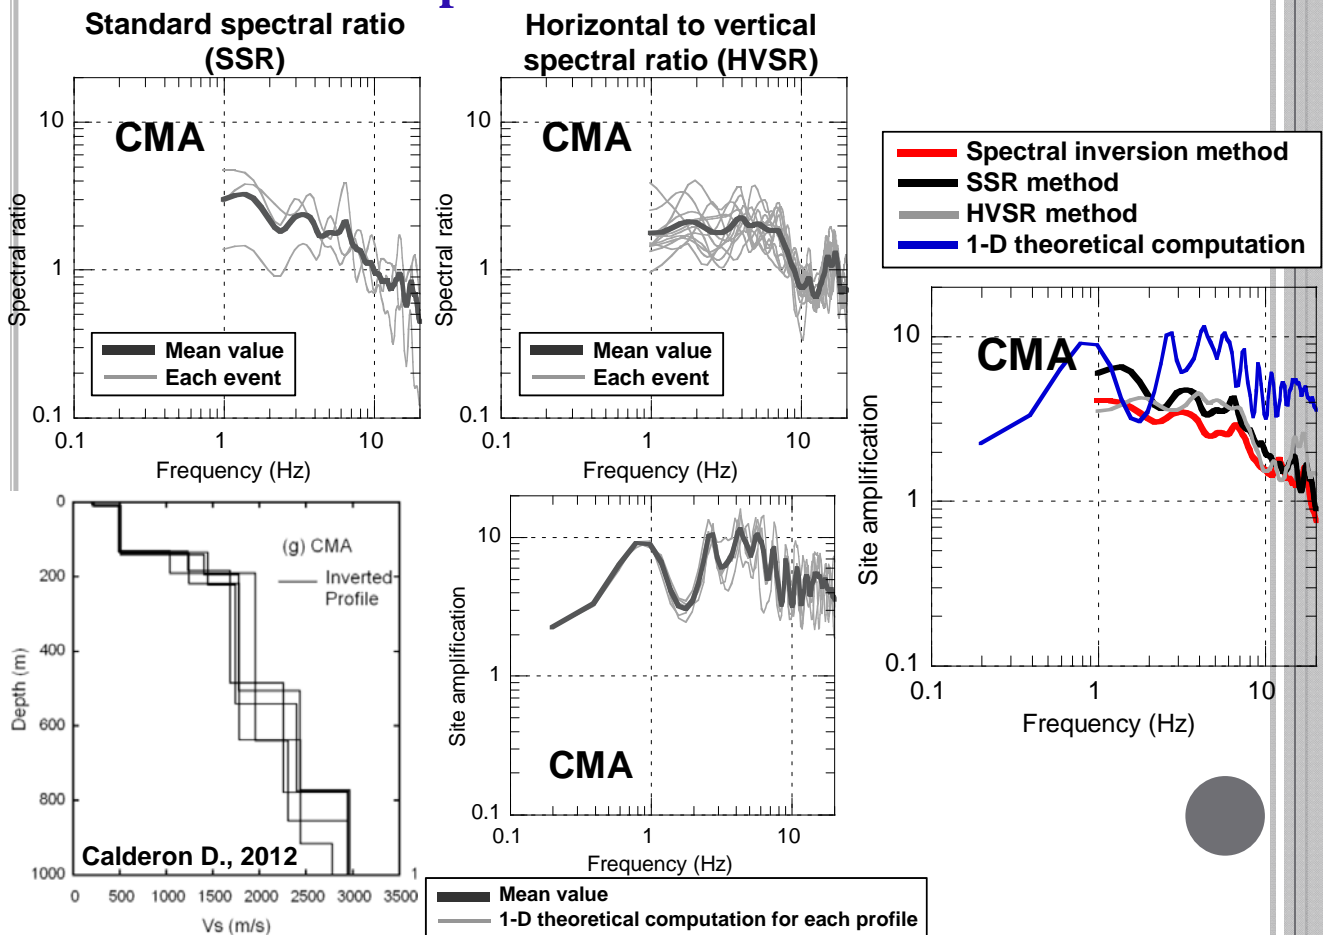 Standard spectral ratio
(SSR)
10
1
0.1
0.1
1
10
CMA
Spectral ratio
Frequency (Hz)
Mean value
Each event
Horizontal to vertical
spectral ratio (HVSR)
10
1
0.1
0.1
1
10
CMA
Spectral ratio
Frequency (Hz)
Mean value
Each event
Spectral inversion method
SSR method
HVSR method
1-D theoretical computation
10
1
0.1
0.1
1
10
CMA
Site amplification
Frequency (Hz)
0
200
400
600
800
1000
0
500
1000
1500
2000
2500
3000
3500
1
(g) CMA
Inverted
Profile
Depth (m)
Vs (m/s)
Calderon D., 2012
10
1
0.1
0.1
1
10
CMA
Site amplification
Frequency (Hz)
Mean value
1-D theoretical computation for each profile